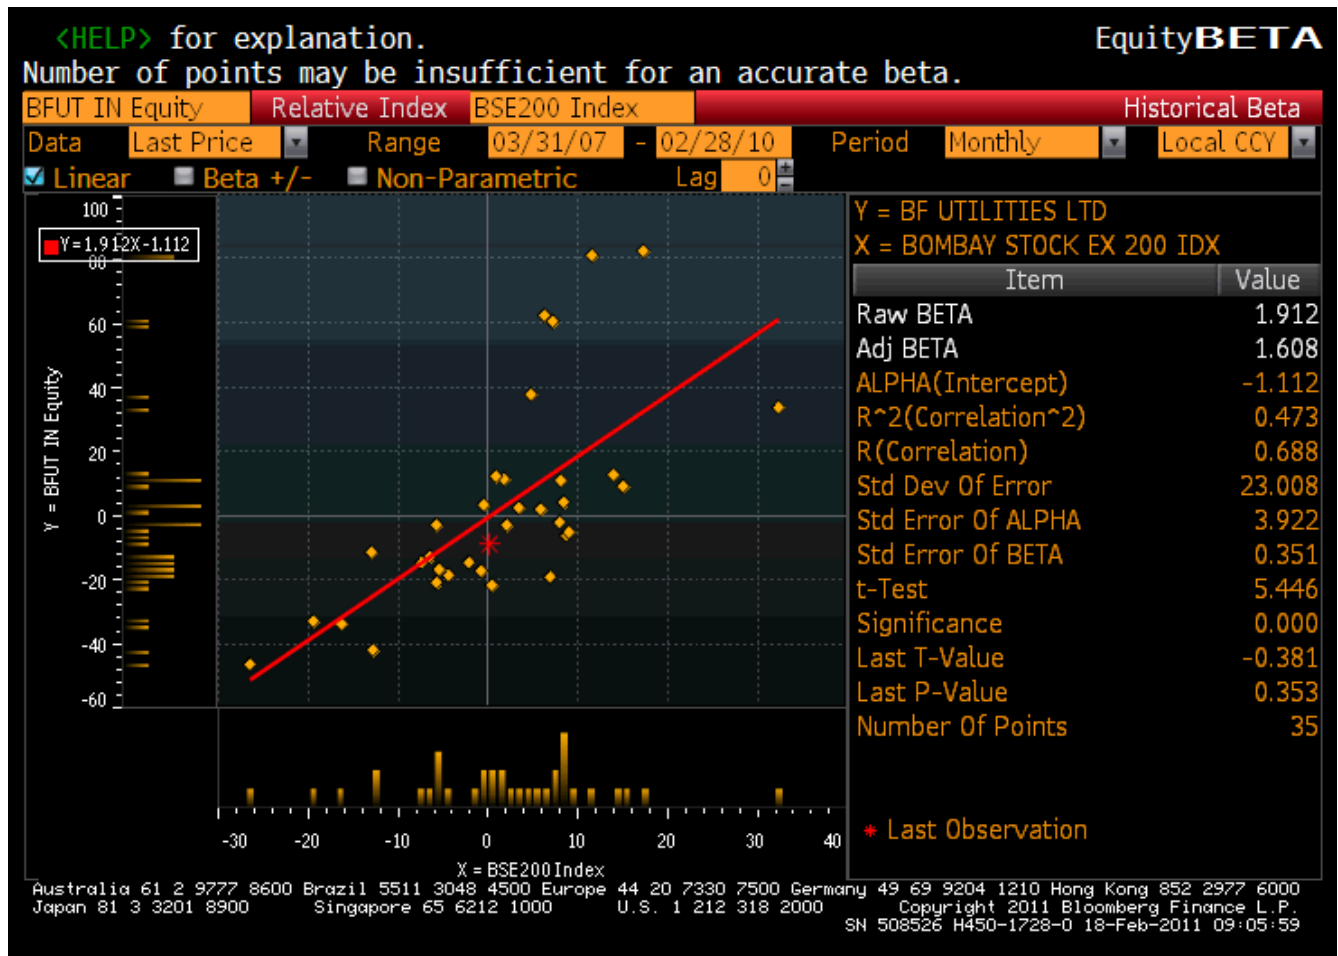 <HELP> for explanation. EquityBETA
Number of points may be insufficient for an accurate beta.
BFUT IN Equity Relative Index BSE200 Index Historical Beta
Data Last Price Range 03/31/07 - 02/28/10 Period Monthly Local CCY
Linear Beta +/- Non-Parametric Lag 0
Y = BF UTILITIES LTD
X = BOMBAY STOCK EX 200 IDX
Item Value
Raw BETA 1.912
Adj BETA 1.608
ALPHA(Intercept) -1.112
R^2(Correlation^2) 0.473
R(Correlation) 0.688
Std Dev Of Error 23.008
Std Error Of ALPHA 3.922
Std Error Of BETA 0.351
t-Test 5.446
Significance 0.000
Last T-Value -0.381
Last P-Value 0.353
Number Of Points 35
* Last Observation
100
Y=1.912X-1.112
80
60
40
20
0
-20
-40
-60
Y = BFUT IN Equity
-30 -20 -10 0 10 20 30 40
X = BSE200 Index
Australia 61 2 9777 8600 Brazil 5511 3048 4500 Europe 44 20 7330 7500 Germany 49 69 9204 1210 Hong Kong 852 2977 6000
Japan 81 3 3201 8900 Singapore 65 6212 1000 U.S. 1 212 318 2000 Copyright 2011 Bloomberg Finance L.P.
SN 508526 H450-1728-0 18-Feb-2011 09:05:59